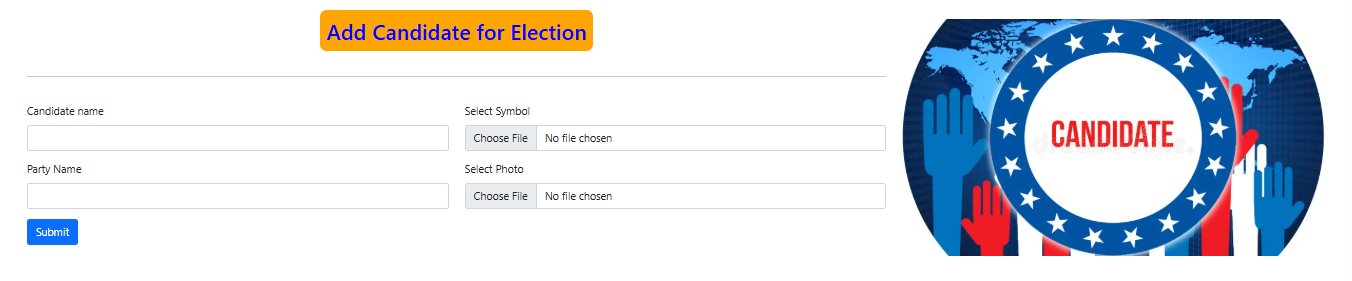 Add Candidate for Election
Candidate name
Select Symbol
Choose File No file chosen
Party Name
Select Photo
Choose File No file chosen
Submit
CANDIDATE